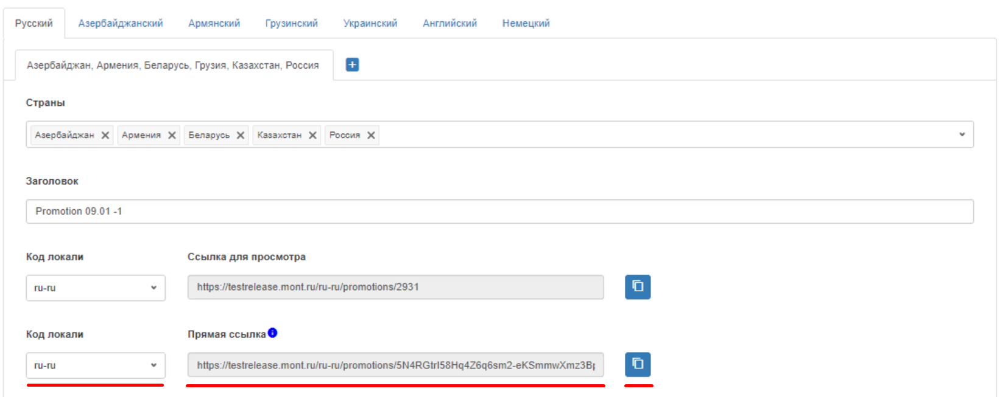 Русский Азербайджанский Армянский Грузинский Украинский Английский Немецкий
Азербайджан, Армения, Беларусь, Грузия, Казахстан, Россия
Страны
Азербайджан Армения Беларусь Казахстан Россия
Заголовок
Promotion 09.01 -1
Код локали Ссылка для просмотра
ru-ru https://testrelease.mont.ru/ru-ru/promotions/2931
Код локали Прямая ссылка
ru-ru https://testrelease.mont.ru/ru-ru/promotions/5N4RGtrI58Hq4Z6q6sm2-eKSmmwXmz3B